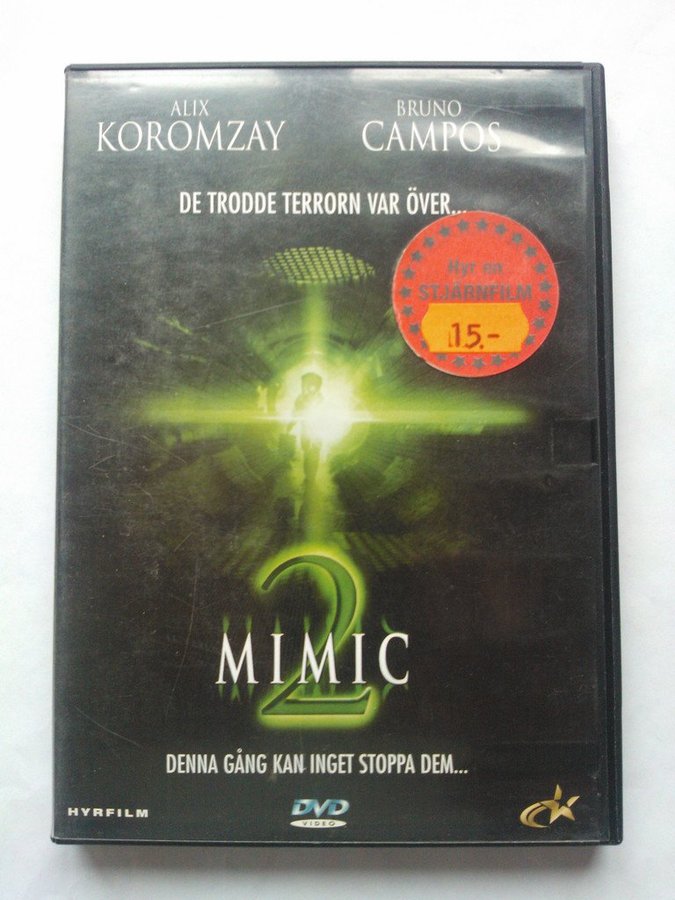 ALIX
KOROMZAY
BRUNO
CAMPOS
DE TRODDE TERRORN VAR ÖVER...
Hyr en
STJÄRNFILM
15.-
2
MIMIC
DENNA GÅNG KAN INGET STOPPA DEM...
HYRFILM
DVD
VIDEO